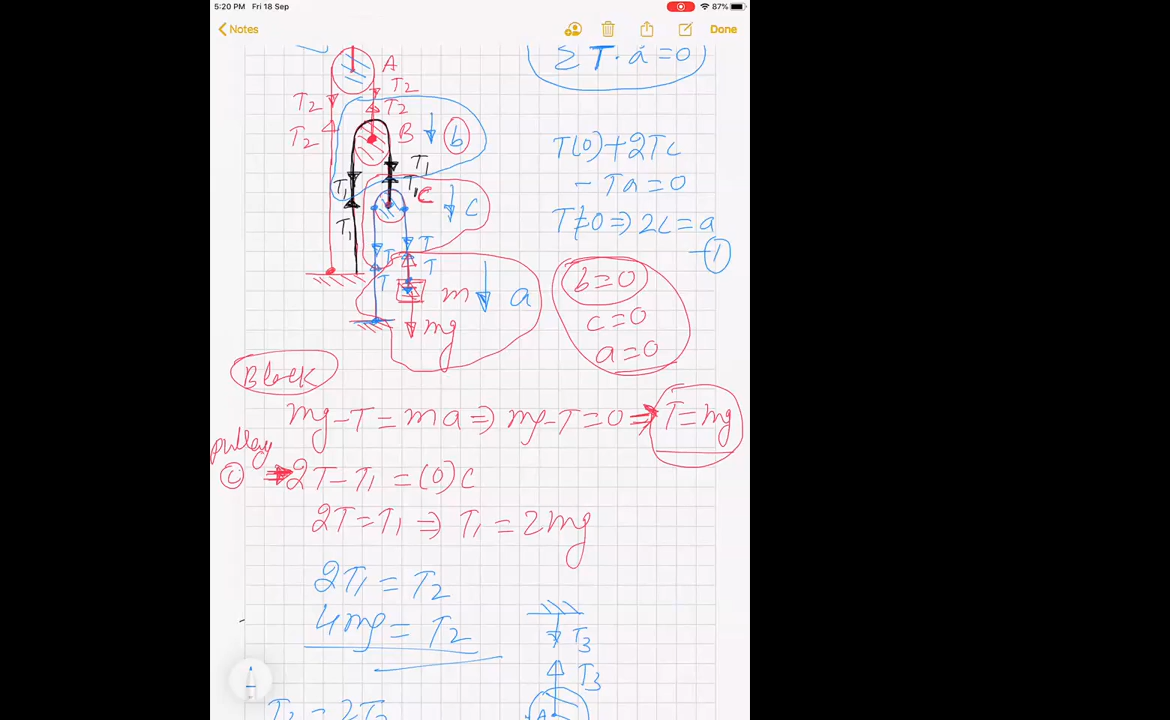 5:20 PM Fri 18 Sep
87%
Notes
Done
A
T2
T2
T2
T2
B
b
T1
T1
T1
T1
C
c
T
T
T
m
a
mg
Σ T · a = 0
T(0) + 2Tc
- Ta = 0
T≠0 ⇒ 2c = a
- 1
b = 0
c = 0
a = 0
Block
mg - T = ma ⇒ mg - T = 0 ⇒ T = mg
pulley
C
2T - T1 = (0) c
2T = T1 ⇒ T1 = 2mg
2T1 = T2
4mg = T2
T3
T3
A
T3 = 2T2